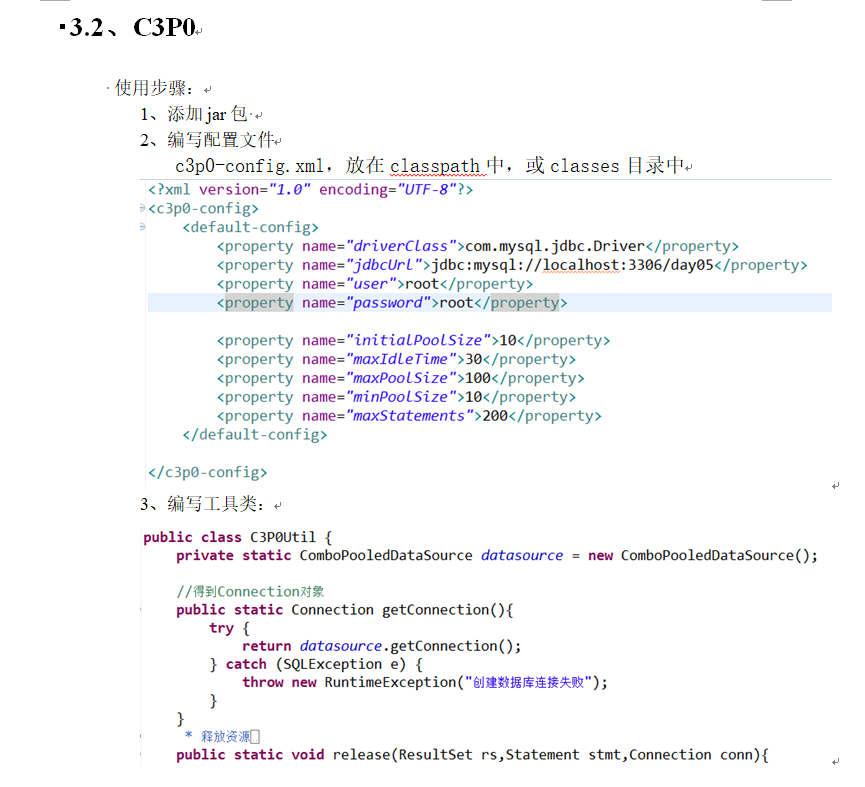 3.2、C3P0
使用步骤：
1、添加 jar 包
2、编写配置文件
c3p0-config.xml，放在 classpath 中，或 classes 目录中
<?xml version="1.0" encoding="UTF-8"?>
<c3p0-config>
<default-config>
<property name="driverClass">com.mysql.jdbc.Driver</property>
<property name="jdbcUrl">jdbc:mysql://localhost:3306/day05</property>
<property name="user">root</property>
<property name="password">root</property>
<property name="initialPoolSize">10</property>
<property name="maxIdleTime">30</property>
<property name="maxPoolSize">100</property>
<property name="minPoolSize">10</property>
<property name="maxStatements">200</property>
</default-config>
</c3p0-config>
3、编写工具类：
public class C3P0Util {
private static ComboPooledDataSource datasource = new ComboPooledDataSource();
//得到Connection对象
public static Connection getConnection(){
try {
return datasource.getConnection();
} catch (SQLException e) {
throw new RuntimeException("创建数据库连接失败");
}
}
* 释放资源
public static void release(ResultSet rs,Statement stmt,Connection conn){